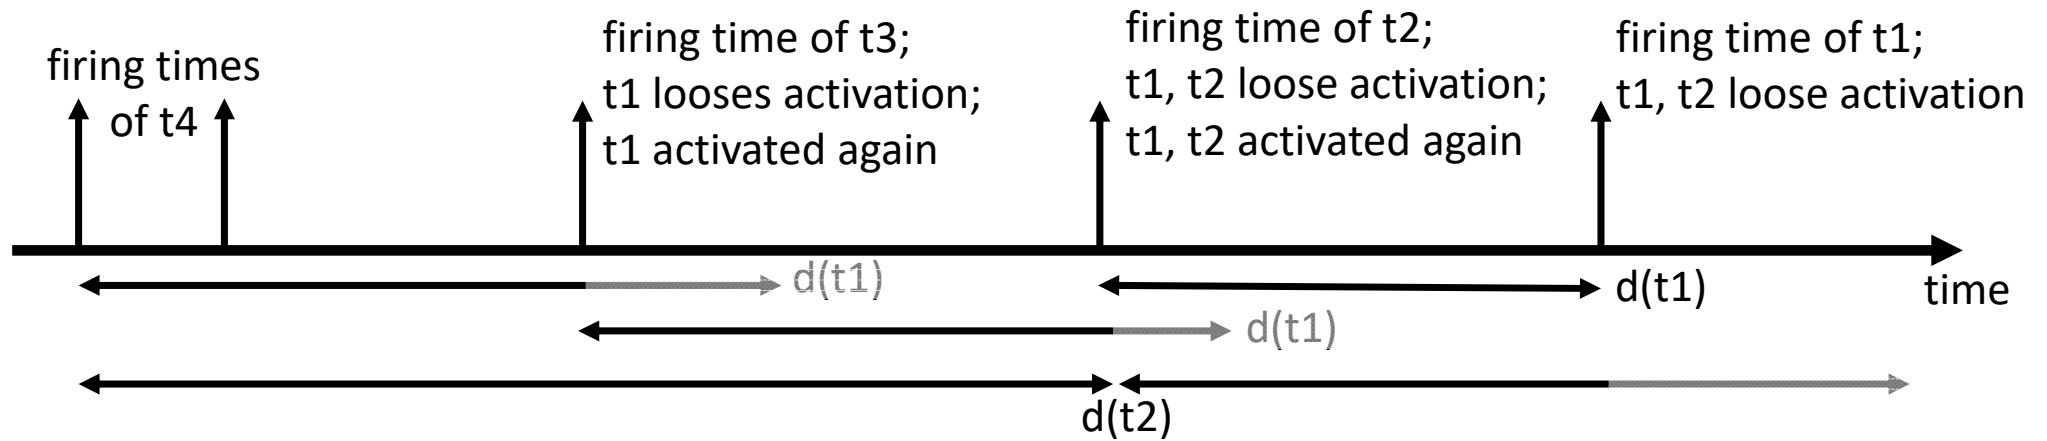 firing times
of t4
firing time of t3;
t1 looses activation;
t1 activated again
firing time of t2;
t1, t2 loose activation;
t1, t2 activated again
firing time of t1;
t1, t2 loose activation
d(t1)
d(t1)
time
d(t1)
d(t2)